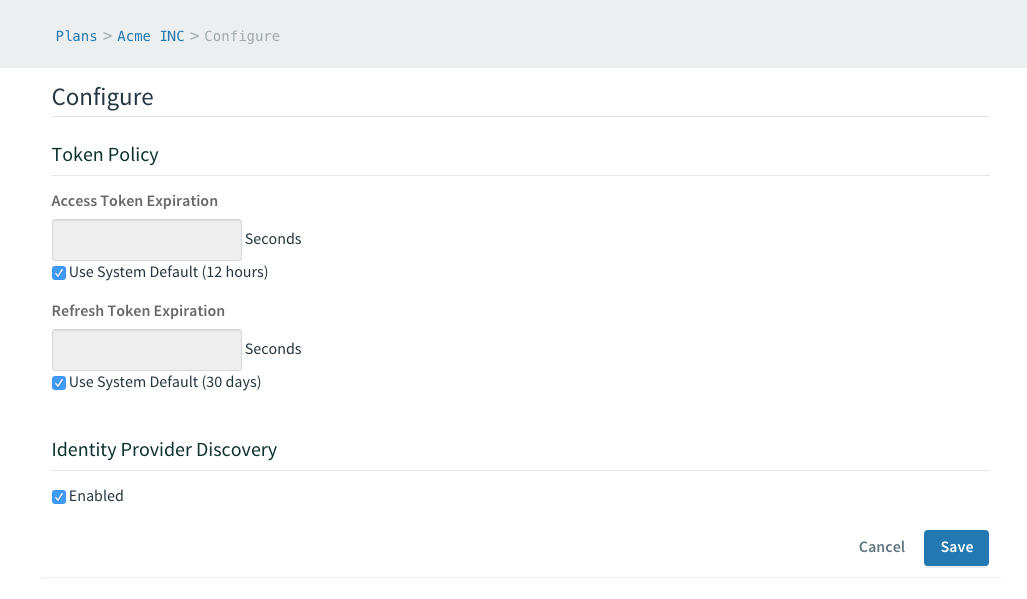 Plans > Acme INC > Configure
Configure
Token Policy
Access Token Expiration
Seconds
Use System Default (12 hours)
Refresh Token Expiration
Seconds
Use System Default (30 days)
Identity Provider Discovery
Enabled
Cancel Save